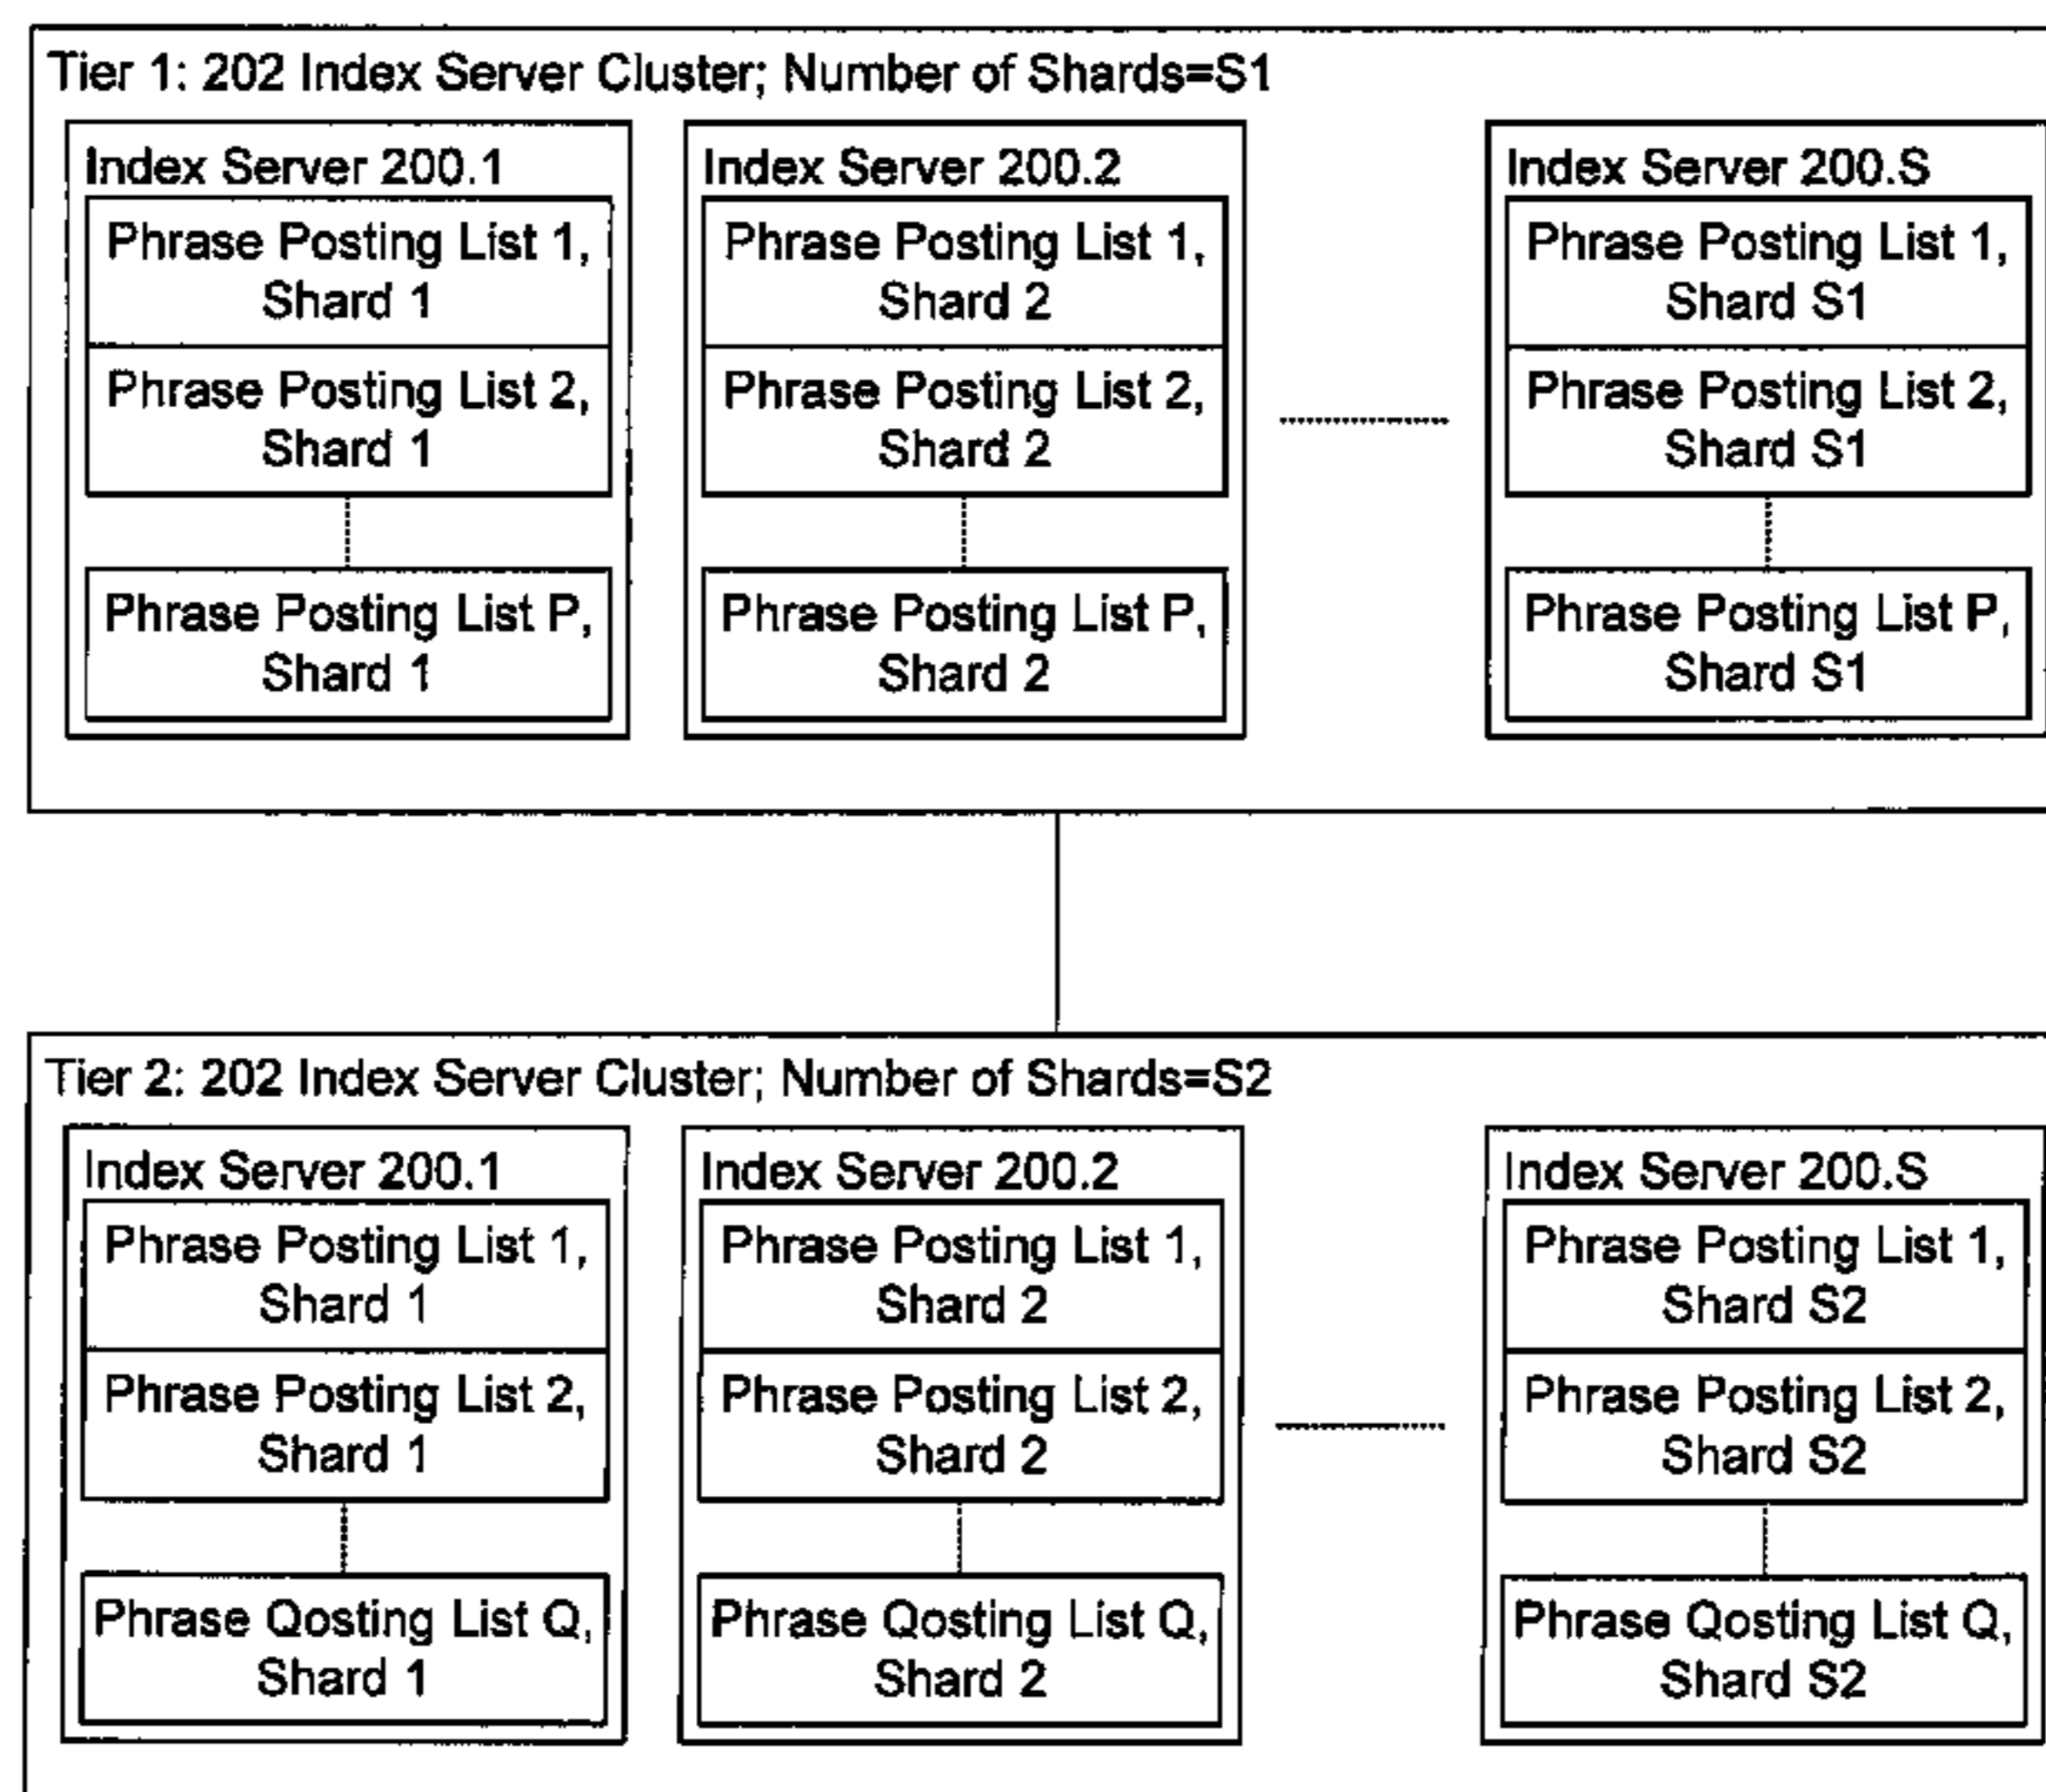 Tier 1: 202 Index Server Cluster; Number of Shards=S1
Index Server 200.1
Phrase Posting List 1,
Shard 1
Phrase Posting List 2,
Shard 1
Phrase Posting List P,
Shard 1
Index Server 200.2
Phrase Posting List 1,
Shard 2
Phrase Posting List 2,
Shard 2
Phrase Posting List P,
Shard 2
Index Server 200.S
Phrase Posting List 1,
Shard S1
Phrase Posting List 2,
Shard S1
Phrase Posting List P,
Shard S1
Tier 2: 202 Index Server Cluster; Number of Shards=S2
Index Server 200.1
Phrase Posting List 1,
Shard 1
Phrase Posting List 2,
Shard 1
Phrase Qosting List Q,
Shard 1
Index Server 200.2
Phrase Posting List 1,
Shard 2
Phrase Posting List 2,
Shard 2
Phrase Qosting List Q,
Shard 2
Index Server 200.S
Phrase Posting List 1,
Shard S2
Phrase Posting List 2,
Shard S2
Phrase Qosting List Q,
Shard S2